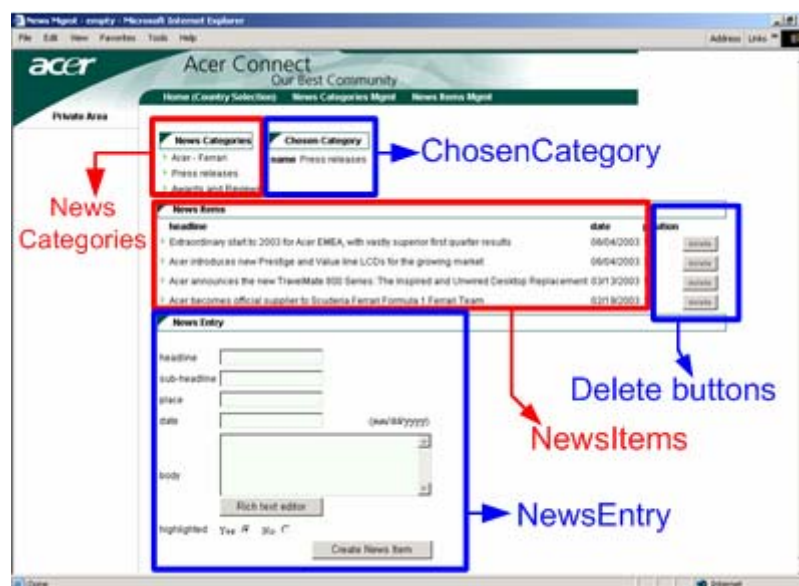 News Mgmt - empty - Microsoft Internet Explorer
File Edit View Favorites Tools Help
Address Links
acer
Acer Connect
Our Best Community
Home (Country Selection) News Categories Mgmt News Items Mgmt
Private Area
News Categories
Acer - Ferrari
Press releases
Awards and Reviews
Chosen Category
name Press releases
ChosenCategory
News Categories
News Items
headline date
Extraordinary start to 2003 for Acer EMEA, with vastly superior first quarter results 08/04/2003
Acer introduces new Prestige and Value line LCDs for the growing market 08/04/2003
Acer announces the new TravelMate 800 Series: The Inspired and Unwired Desktop Replacement 03/13/2003
Acer becomes official supplier to Scuderia Ferrari Formula 1 Ferrari Team 02/19/2003
Delete buttons
NewsItems
News Entry
headline
sub-headline
place
date (mm/dd/yyyy)
body
Rich text editor
highlighted Yes No
Create News Item
NewsEntry
Done
Internet